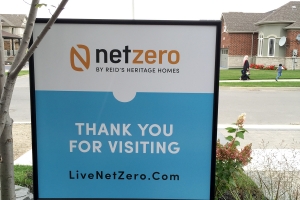 netzero
BY REID'S HERITAGE HOMES
THANK YOU
FOR VISITING
LiveNetZero.Com